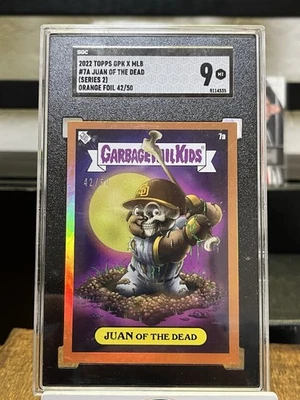 SGC
2022 TOPPS GPK X MLB
#7A JUAN OF THE DEAD
(SERIES 2)
ORANGE FOIL 42/50
9 MT
8114535
7a
GARBAGE PAIL KIDS
42/50
JUAN OF THE DEAD